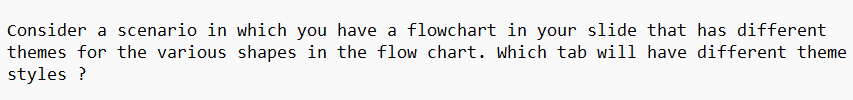 Consider a scenario in which you have a flowchart in your slide that has different
themes for the various shapes in the flow chart. Which tab will have different theme
styles ?